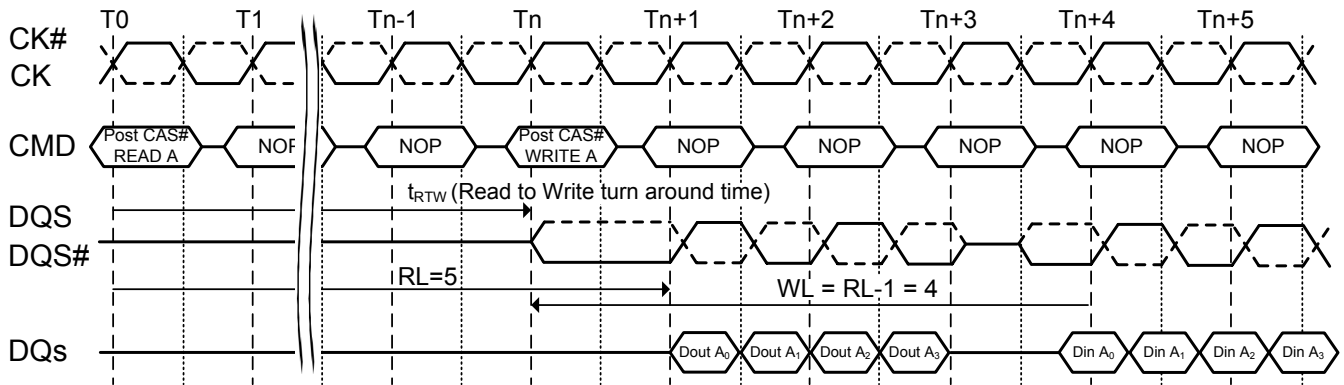 T0 T1 Tn-1 Tn Tn+1 Tn+2 Tn+3 Tn+4 Tn+5
CK#
CK
CMD
Post CAS#
READ A
NOP
NOP
Post CAS#
WRITE A
NOP
NOP
NOP
NOP
NOP
tRTW (Read to Write turn around time)
DQS
DQS#
RL=5
WL = RL-1 = 4
DQs
Dout A0 Dout A1 Dout A2 Dout A3 Din A0 Din A1 Din A2 Din A3